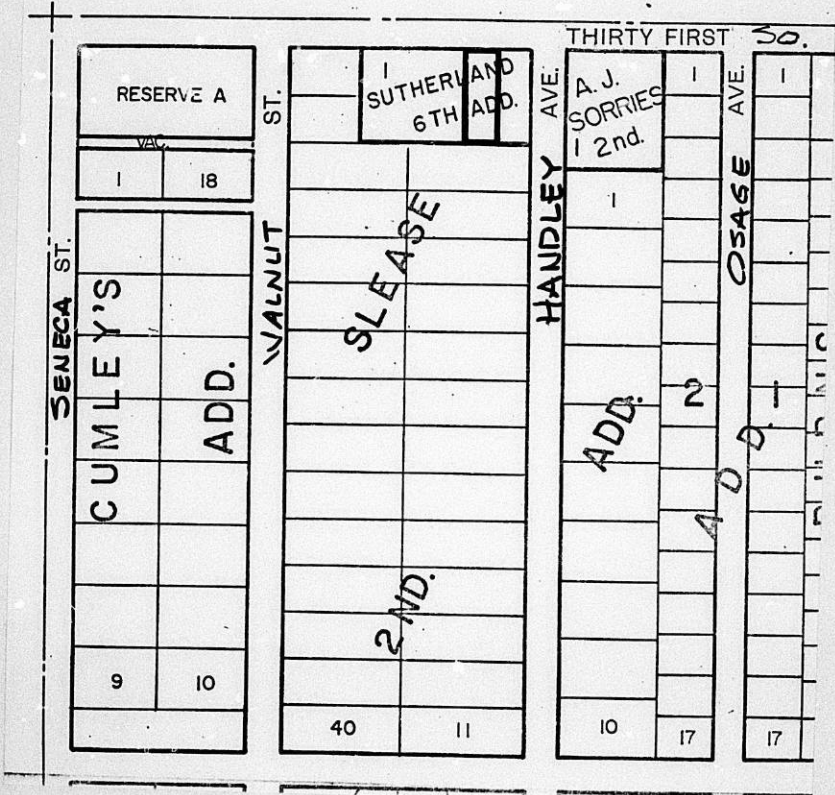 THIRTY FIRST So.
RESERVE A
VAC.
1
18
SENECA ST.
CUMLEY'S
ADD.
9
10
WALNUT ST.
1
SUTHERLAND
6TH ADD.
SLEASE
2ND.
40
11
HANDLEY AVE.
A. J.
SORRIES
1 2nd.
1
ADD.
10
1
2
17
OSAGE AVE.
1
1
ADD.
17